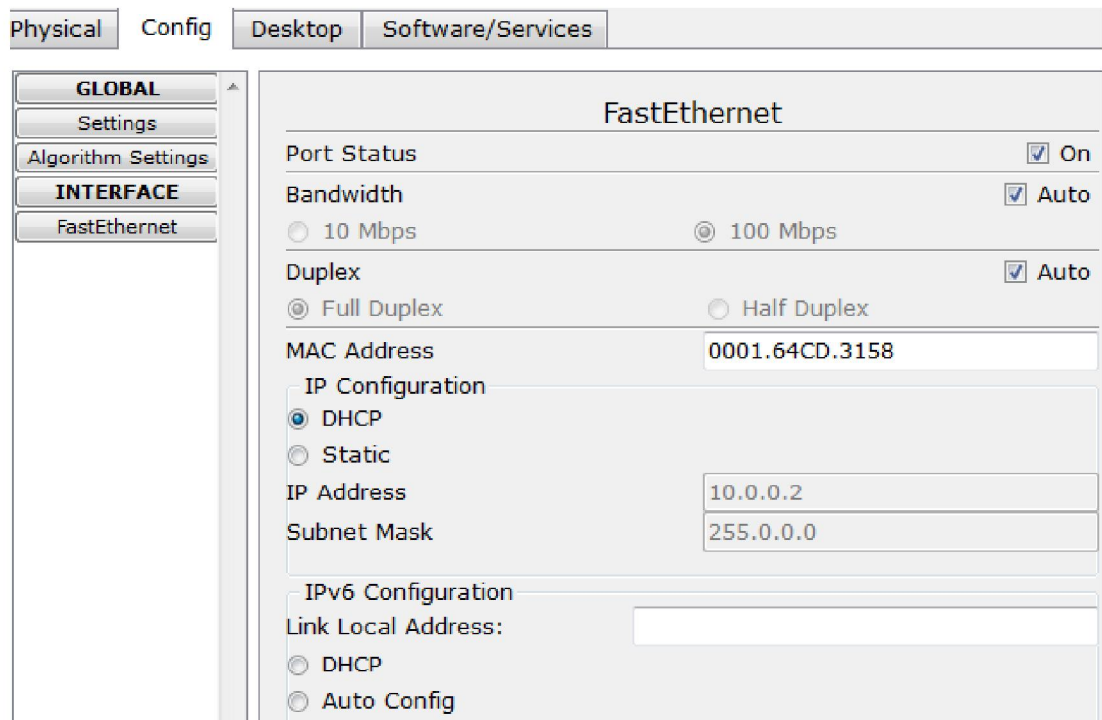 Physical Config Desktop Software/Services
GLOBAL
Settings
Algorithm Settings
INTERFACE
FastEthernet
FastEthernet
Port Status On
Bandwidth Auto
10 Mbps 100 Mbps
Duplex Auto
Full Duplex Half Duplex
MAC Address 0001.64CD.3158
IP Configuration
DHCP
Static
IP Address 10.0.0.2
Subnet Mask 255.0.0.0
IPv6 Configuration
Link Local Address:
DHCP
Auto Config